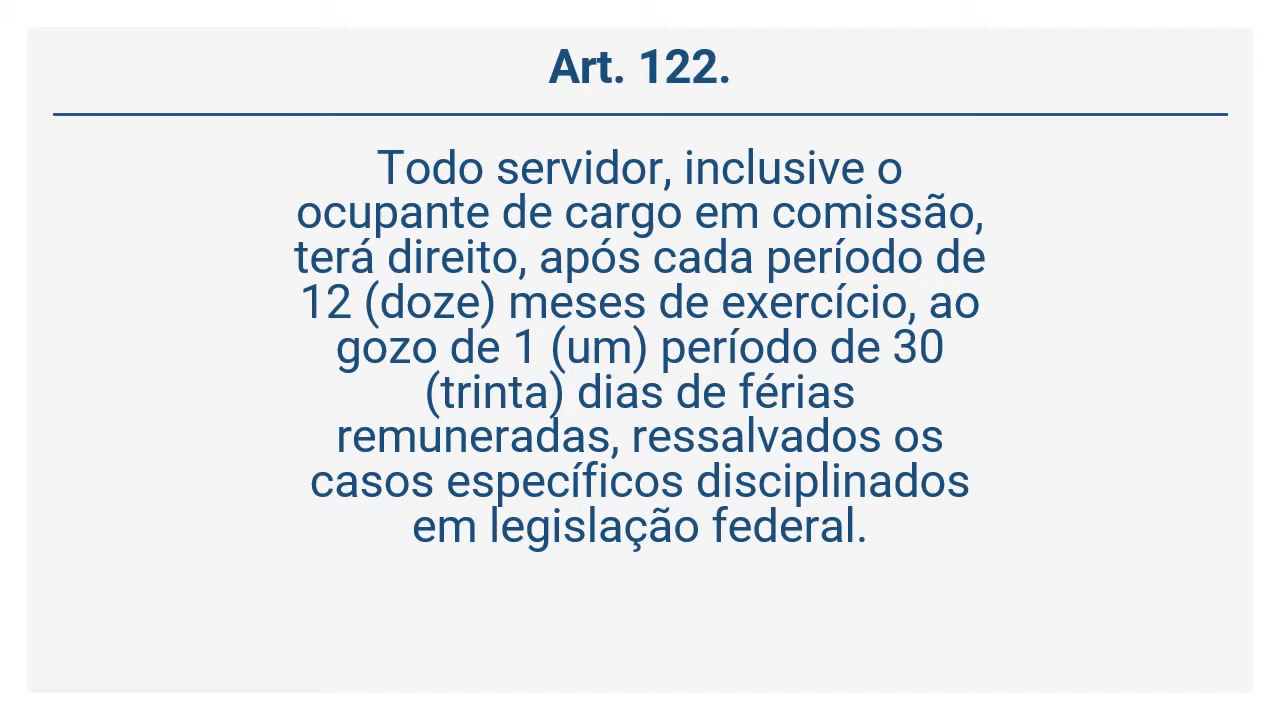 Art. 122.
Todo servidor, inclusive o
ocupante de cargo em comissão,
terá direito, após cada período de
12 (doze) meses de exercício, ao
gozo de 1 (um) período de 30
(trinta) dias de férias
remuneradas, ressalvados os
casos específicos disciplinados
em legislação federal.